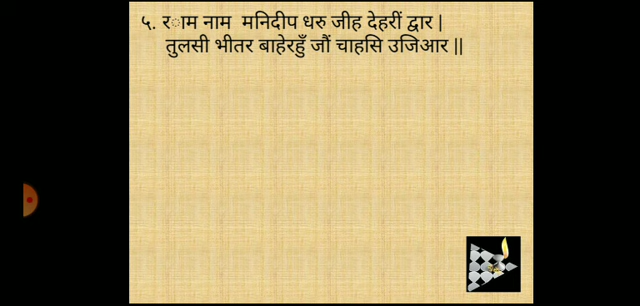 ५. राम नाम मनिदीप धरु जीह देहरीं द्वार |
तुलसी भीतर बाहेरहुँ जौं चाहसि उजिआर ||